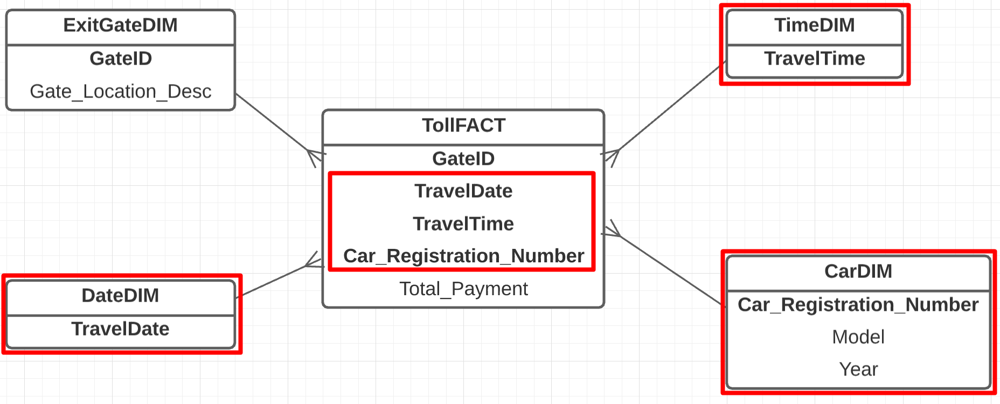 ExitGateDIM
GateID
Gate_Location_Desc
TimeDIM
TravelTime
TollFACT
GateID
TravelDate
TravelTime
Car_Registration_Number
Total_Payment
DateDIM
TravelDate
CarDIM
Car_Registration_Number
Model
Year